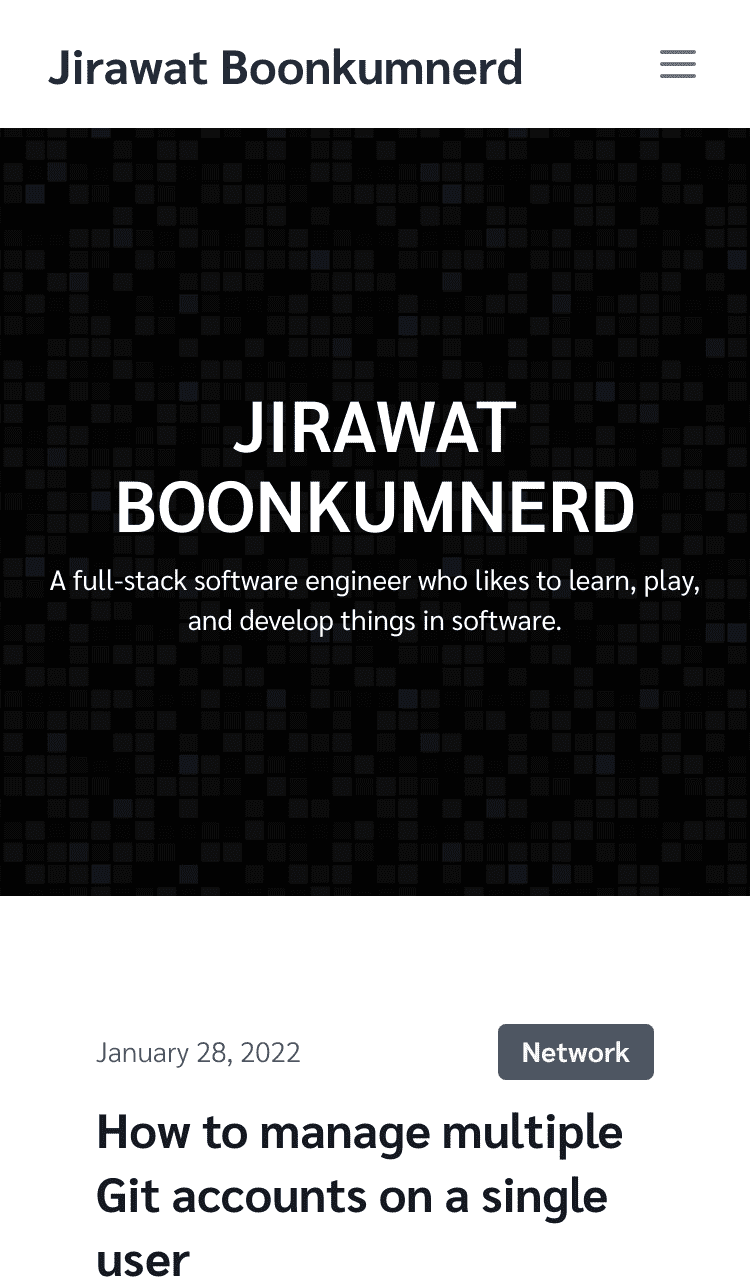 Jirawat Boonkumnerd
JIRAWAT
BOONKUMNERD
A full-stack software engineer who likes to learn, play,
and develop things in software.
January 28, 2022
Network
How to manage multiple
Git accounts on a single
user